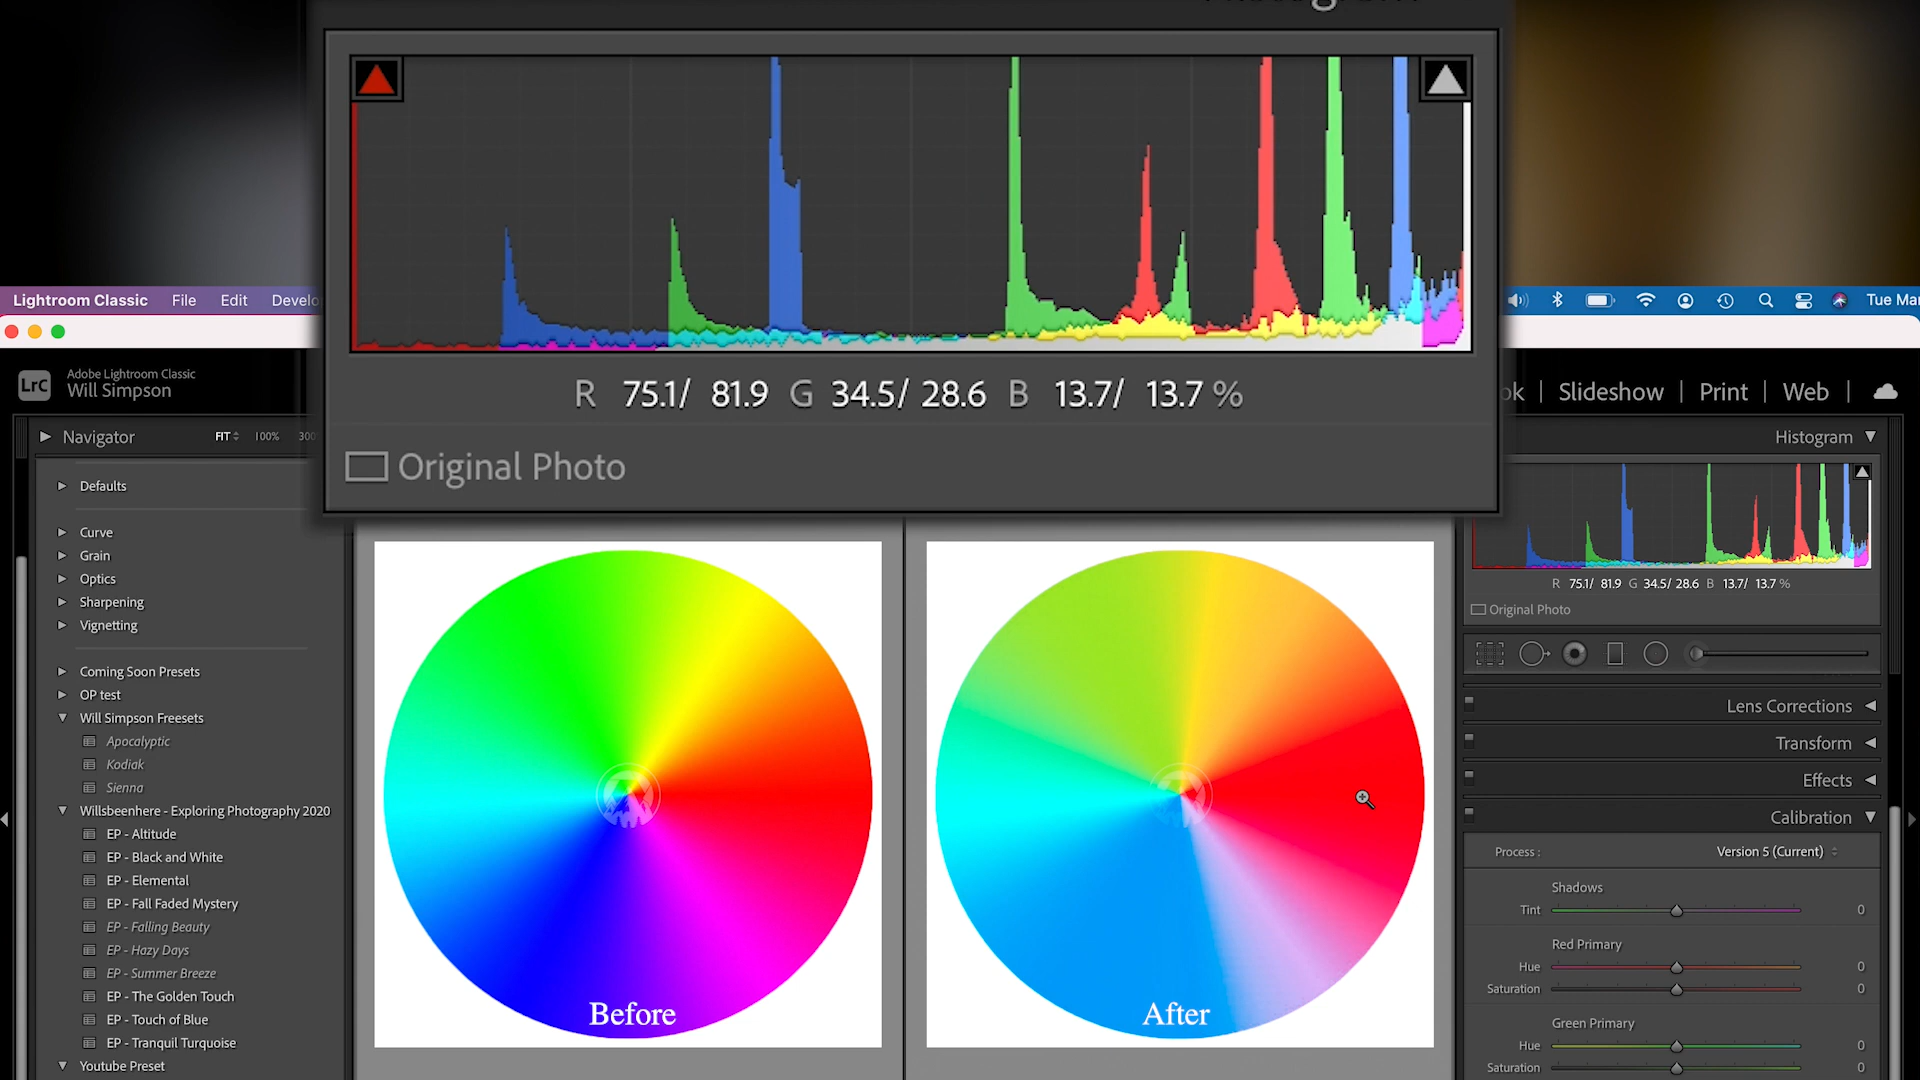 R 75.1/ 81.9 G 34.5/ 28.6 B 13.7/ 13.7 %
Original Photo
Lightroom Classic File Edit Develo
Tue Mar
LrC
Adobe Lightroom Classic
Will Simpson
ok | Slideshow | Print | Web |
Navigator FIT 100% 300
Defaults
Curve
Grain
Optics
Sharpening
Vignetting
Coming Soon Presets
OP test
Will Simpson Freesets
Apocalyptic
Kodiak
Sienna
Willsbeenhere - Exploring Photography 2020
EP - Altitude
EP - Black and White
EP - Elemental
EP - Fall Faded Mystery
EP - Falling Beauty
EP - Hazy Days
EP - Summer Breeze
EP - The Golden Touch
EP - Touch of Blue
EP - Tranquil Turquoise
Youtube Preset
Before
After
Histogram
R 75.1/ 81.9 G 34.5/ 28.6 B 13.7/ 13.7 %
Original Photo
Lens Corrections
Transform
Effects
Calibration
Process : Version 5 (Current)
Shadows
Tint 0
Red Primary
Hue 0
Saturation 0
Green Primary
Hue 0
Saturation 0